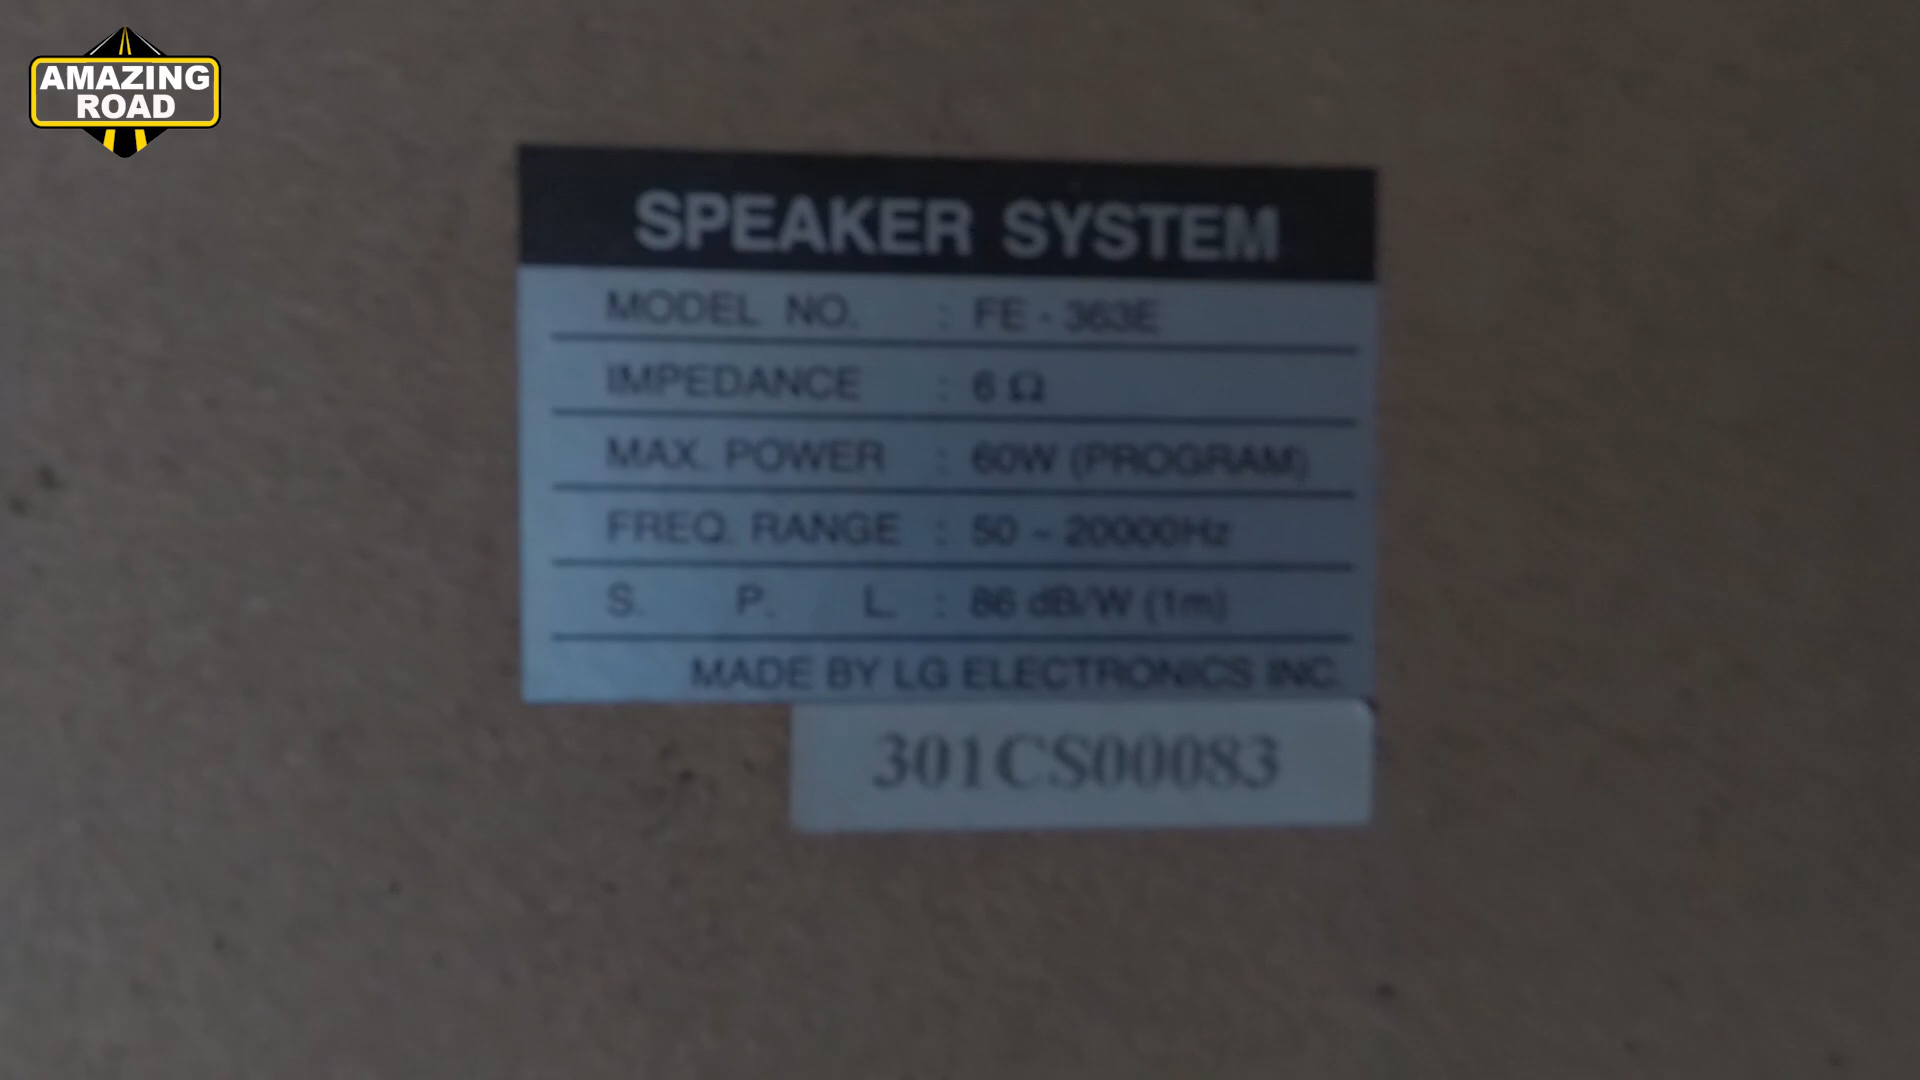 AMAZING
ROAD
SPEAKER SYSTEM
MODEL NO. : FE - 363E
IMPEDANCE : 6 Ω
MAX. POWER : 60W (PROGRAM)
FREQ. RANGE : 50 ~ 20000Hz
S. P. L. : 86 dB/W (1m)
MADE BY LG ELECTRONICS INC.
301CS00083